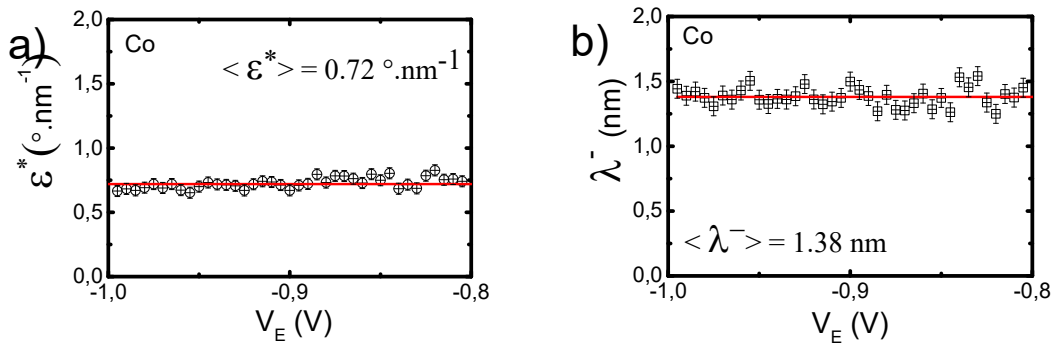 a)
Co
< ε* > = 0.72 °.nm-1
ε* (°.nm-1)
2,0
1,5
1,0
0,5
0,0
-1,0
-0,9
-0,8
VE (V)
b)
Co
< λ− > = 1.38 nm
λ- (nm)
2,0
1,5
1,0
0,5
0,0
-1,0
-0,9
-0,8
VE (V)